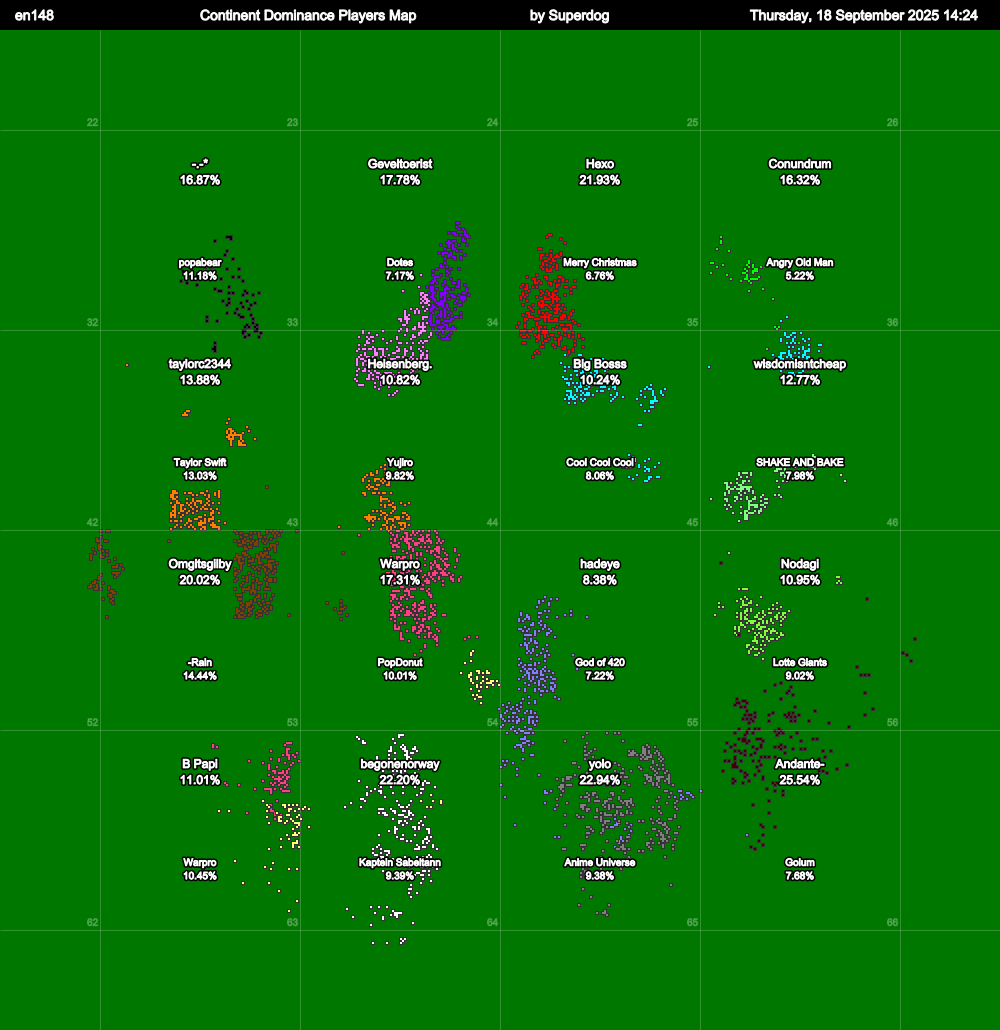 en148 Continent Dominance Players Map by Superdog Thursday, 18 September 2025 14:24
22 23 24 25 26
.-.-* Geveltoerist Hexo Conundrum
16.87% 17.78% 21.93% 16.32%
popabear Dotes Merry Christmas Angry Old Man
11.18% 7.17% 6.76% 5.22%
32 33 34 35 36
taylorc2344 Heisenberg. Big Bosss wisdomisntcheap
13.88% 10.82% 10.24% 12.77%
Taylor Swift Yujiro Cool Cool Cool SHAKE AND BAKE
13.03% 9.82% 8.06% 7.98%
42 43 44 45 46
Omgitsgilby Warpro hadeye Nodagi
20.02% 17.31% 8.38% 10.95%
-Rain PopDonut God of 420 Lotte Giants
14.44% 10.01% 7.22% 9.02%
52 53 54 55 56
B Papi begonenorway yolo Andante-
11.01% 22.20% 22.94% 25.54%
Warpro Kaptein Sabeltann Anime Universe Golum
10.45% 9.39% 9.38% 7.68%
62 63 64 65 66